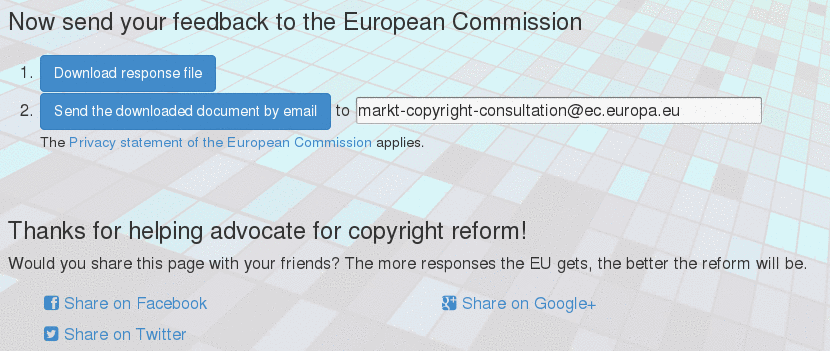 Now send your feedback to the European Commission
1. Download response file
2. Send the downloaded document by email to markt-copyright-consultation@ec.europa.eu
The Privacy statement of the European Commission applies.
Thanks for helping advocate for copyright reform!
Would you share this page with your friends? The more responses the EU gets, the better the reform will be.
Share on Facebook Share on Google+
Share on Twitter